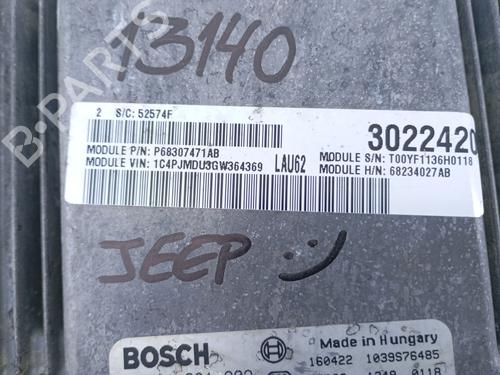 13140
2 S/C: 52574F
3022420
MODULE P/N: P68307471AB
MODULE VIN: 1C4PJMDU3GW364369 LAU62 MODULE S/N: T00YF1136H0118
MODULE H/N: 68234027AB
JEEP :)
BOSCH Made in Hungary
160422 1039S76485
0118